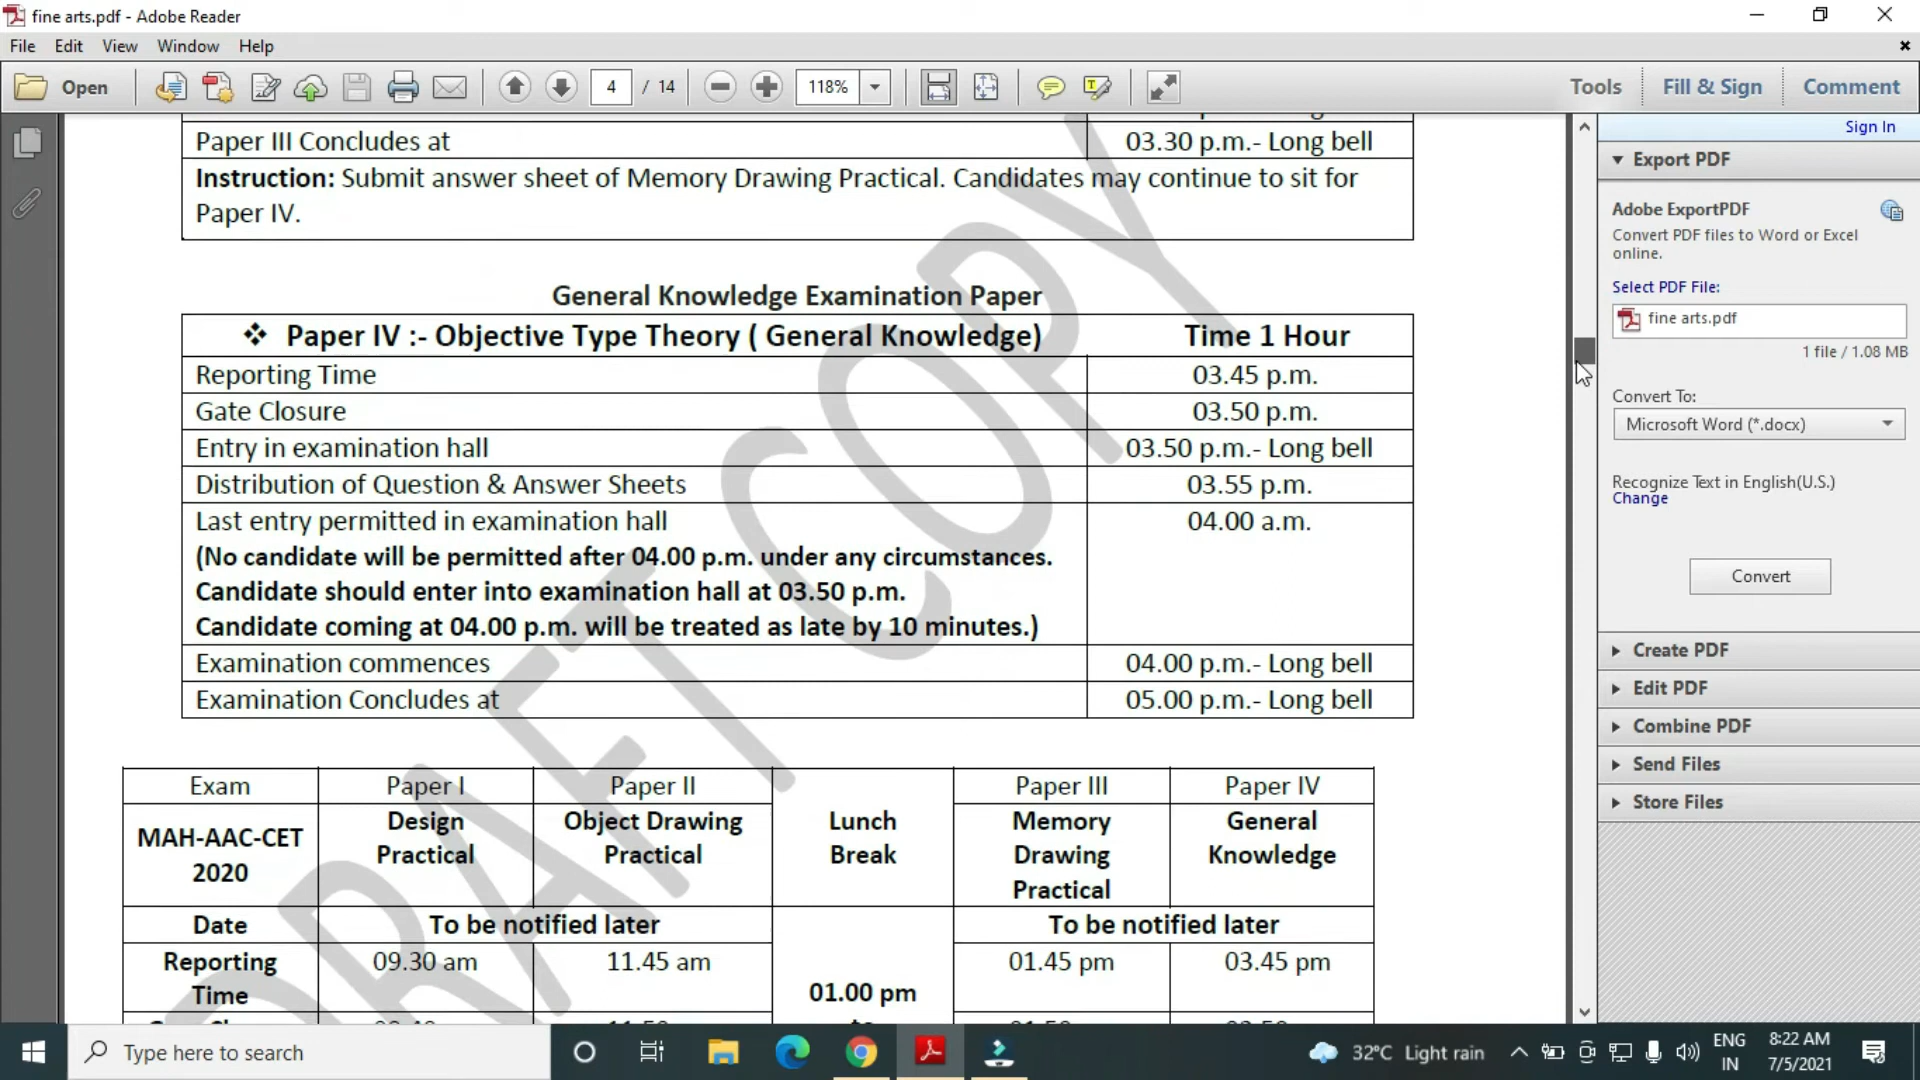 fine arts.pdf - Adobe Reader
File Edit View Window Help
Open 4 / 14 118% Tools Fill & Sign Comment
Sign In
Paper III Concludes at 03.30 p.m.- Long bell
Instruction: Submit answer sheet of Memory Drawing Practical. Candidates may continue to sit for
Paper IV.
General Knowledge Examination Paper
❖ Paper IV :- Objective Type Theory ( General Knowledge) Time 1 Hour
Reporting Time 03.45 p.m.
Gate Closure 03.50 p.m.
Entry in examination hall 03.50 p.m.- Long bell
Distribution of Question & Answer Sheets 03.55 p.m.
Last entry permitted in examination hall 04.00 a.m.
(No candidate will be permitted after 04.00 p.m. under any circumstances.
Candidate should enter into examination hall at 03.50 p.m.
Candidate coming at 04.00 p.m. will be treated as late by 10 minutes.)
Examination commences 04.00 p.m.- Long bell
Examination Concludes at 05.00 p.m.- Long bell
Exam Paper I Paper II Paper III Paper IV
MAH-AAC-CET
2020
Design
Practical
Object Drawing
Practical
Lunch
Break
Memory
Drawing
Practical
General
Knowledge
Date To be notified later To be notified later
Reporting
Time
09.30 am 11.45 am 01.45 pm 03.45 pm
01.00 pm
DRAFT COPY
Export PDF
Adobe ExportPDF
Convert PDF files to Word or Excel
online.
Select PDF File:
fine arts.pdf
1 file / 1.08 MB
Convert To:
Microsoft Word (*.docx)
Recognize Text in English(U.S.)
Change
Convert
Create PDF
Edit PDF
Combine PDF
Send Files
Store Files
Type here to search
32°C Light rain
ENG
IN
8:22 AM
7/5/2021